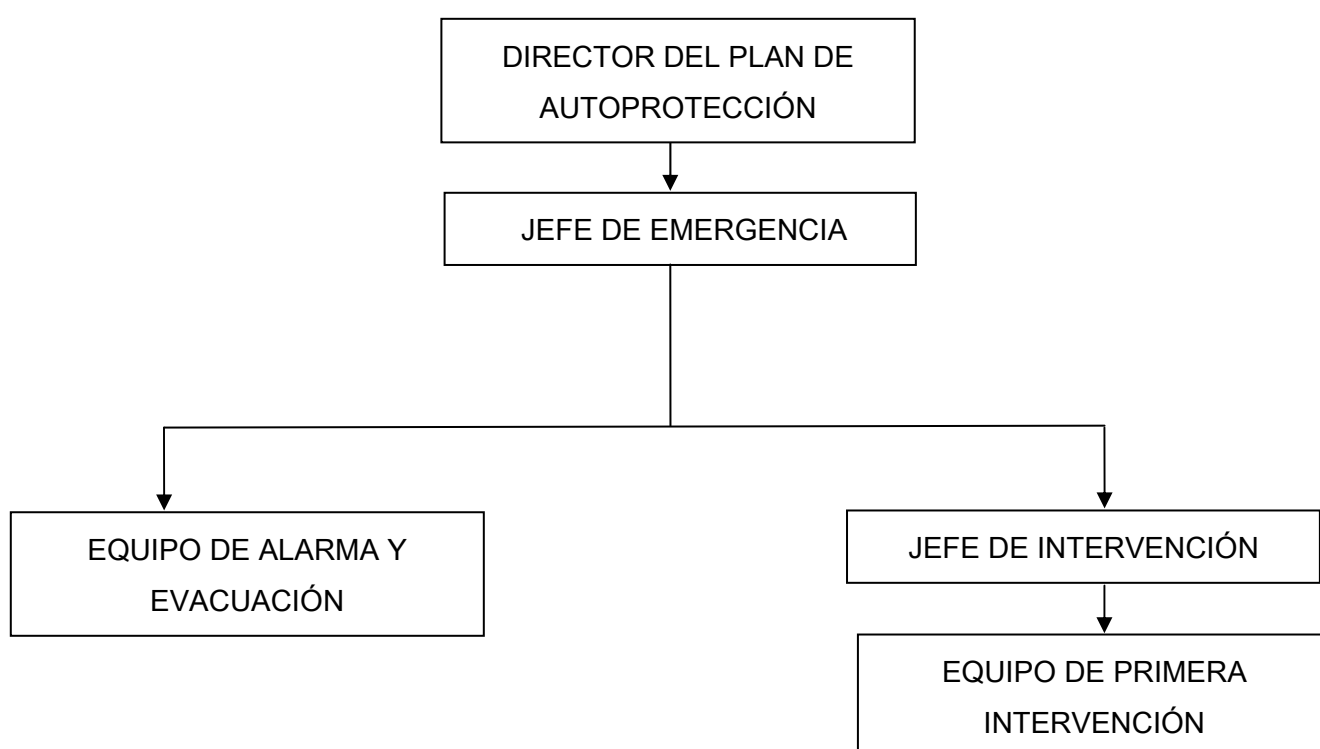 DIRECTOR DEL PLAN DE
AUTOPROTECCIÓN
JEFE DE EMERGENCIA
EQUIPO DE ALARMA Y
EVACUACIÓN
JEFE DE INTERVENCIÓN
EQUIPO DE PRIMERA
INTERVENCIÓN